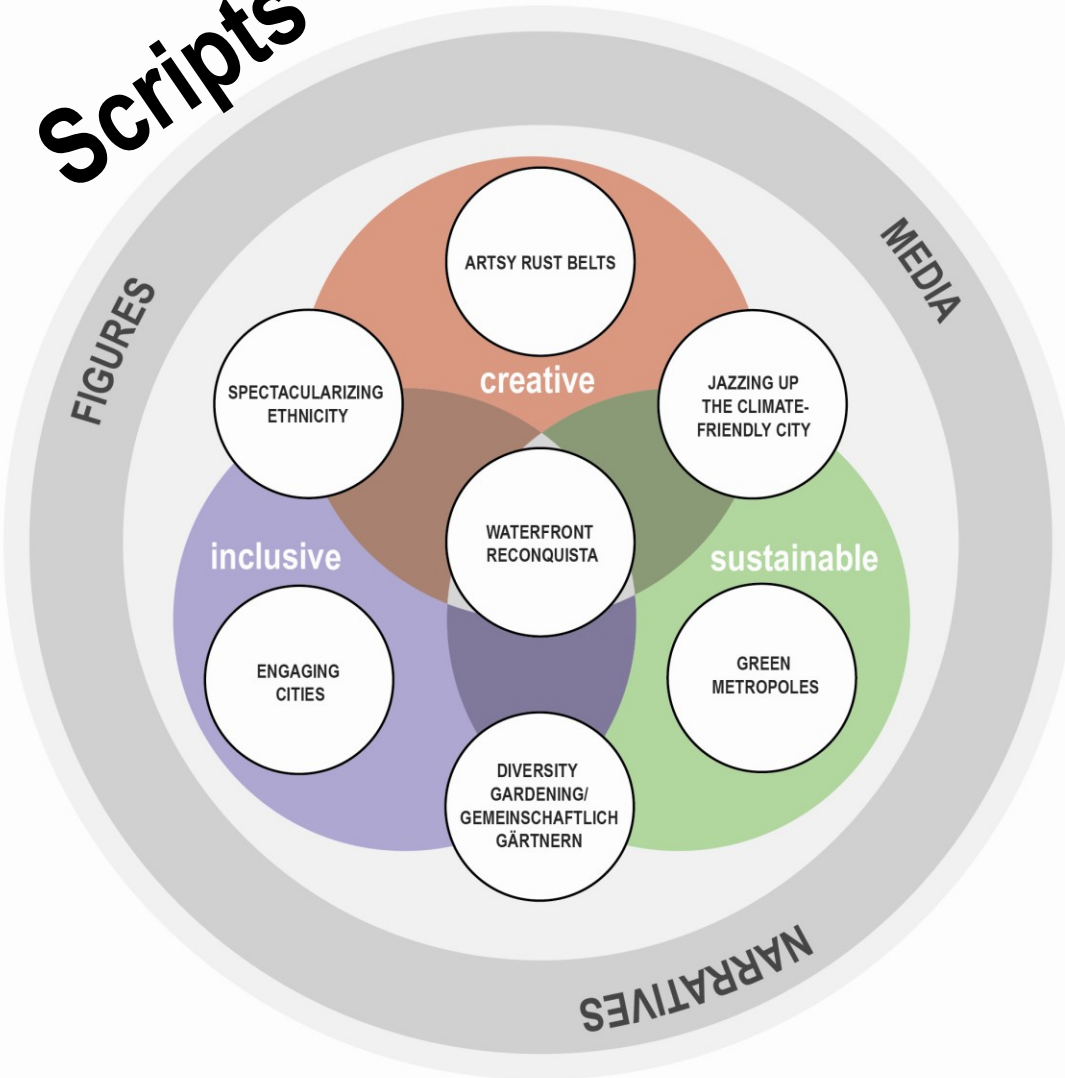 Scripts
FIGURES
MEDIA
ARTSY RUST BELTS
creative
SPECTACULARIZING
ETHNICITY
JAZZING UP
THE CLIMATE-
FRIENDLY CITY
WATERFRONT
RECONQUISTA
inclusive
sustainable
ENGAGING
CITIES
GREEN
METROPOLES
DIVERSITY
GARDENING/
GEMEINSCHAFTLICH
GÄRTNERN
NARRATIVES